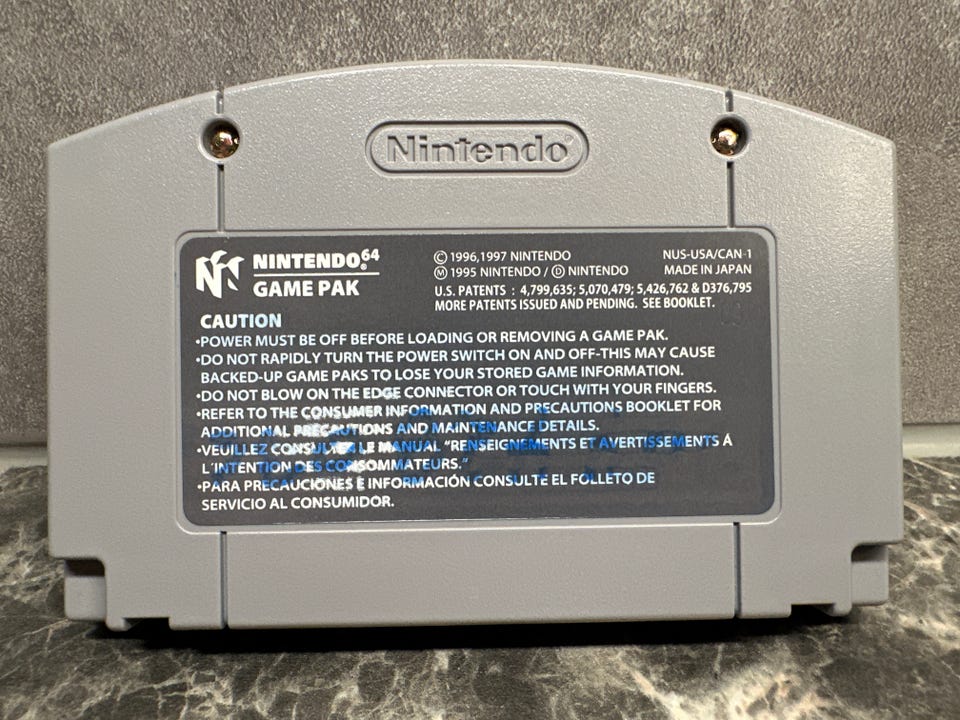 Nintendo®
NINTENDO 64®
GAME PAK
© 1996,1997 NINTENDO
Ⓜ 1995 NINTENDO / Ⓓ NINTENDO
NUS-USA/CAN-1
MADE IN JAPAN
U.S. PATENTS : 4,799,635; 5,070,479; 5,426,762 & D376,795
MORE PATENTS ISSUED AND PENDING. SEE BOOKLET.
CAUTION
•POWER MUST BE OFF BEFORE LOADING OR REMOVING A GAME PAK.
•DO NOT RAPIDLY TURN THE POWER SWITCH ON AND OFF-THIS MAY CAUSE
BACKED-UP GAME PAKS TO LOSE YOUR STORED GAME INFORMATION.
•DO NOT BLOW ON THE EDGE CONNECTOR OR TOUCH WITH YOUR FINGERS.
•REFER TO THE CONSUMER INFORMATION AND PRECAUTIONS BOOKLET FOR
ADDITIONAL PRECAUTIONS AND MAINTENANCE DETAILS.
•VEUILLEZ CONSULTER LE MANUAL "RENSEIGNEMENTS ET AVERTISSEMENTS Á
L'INTENTION DES CONSOMMATEURS."
•PARA PRECAUCIONES E INFORMACIÓN CONSULTE EL FOLLETO DE
SERVICIO AL CONSUMIDOR.